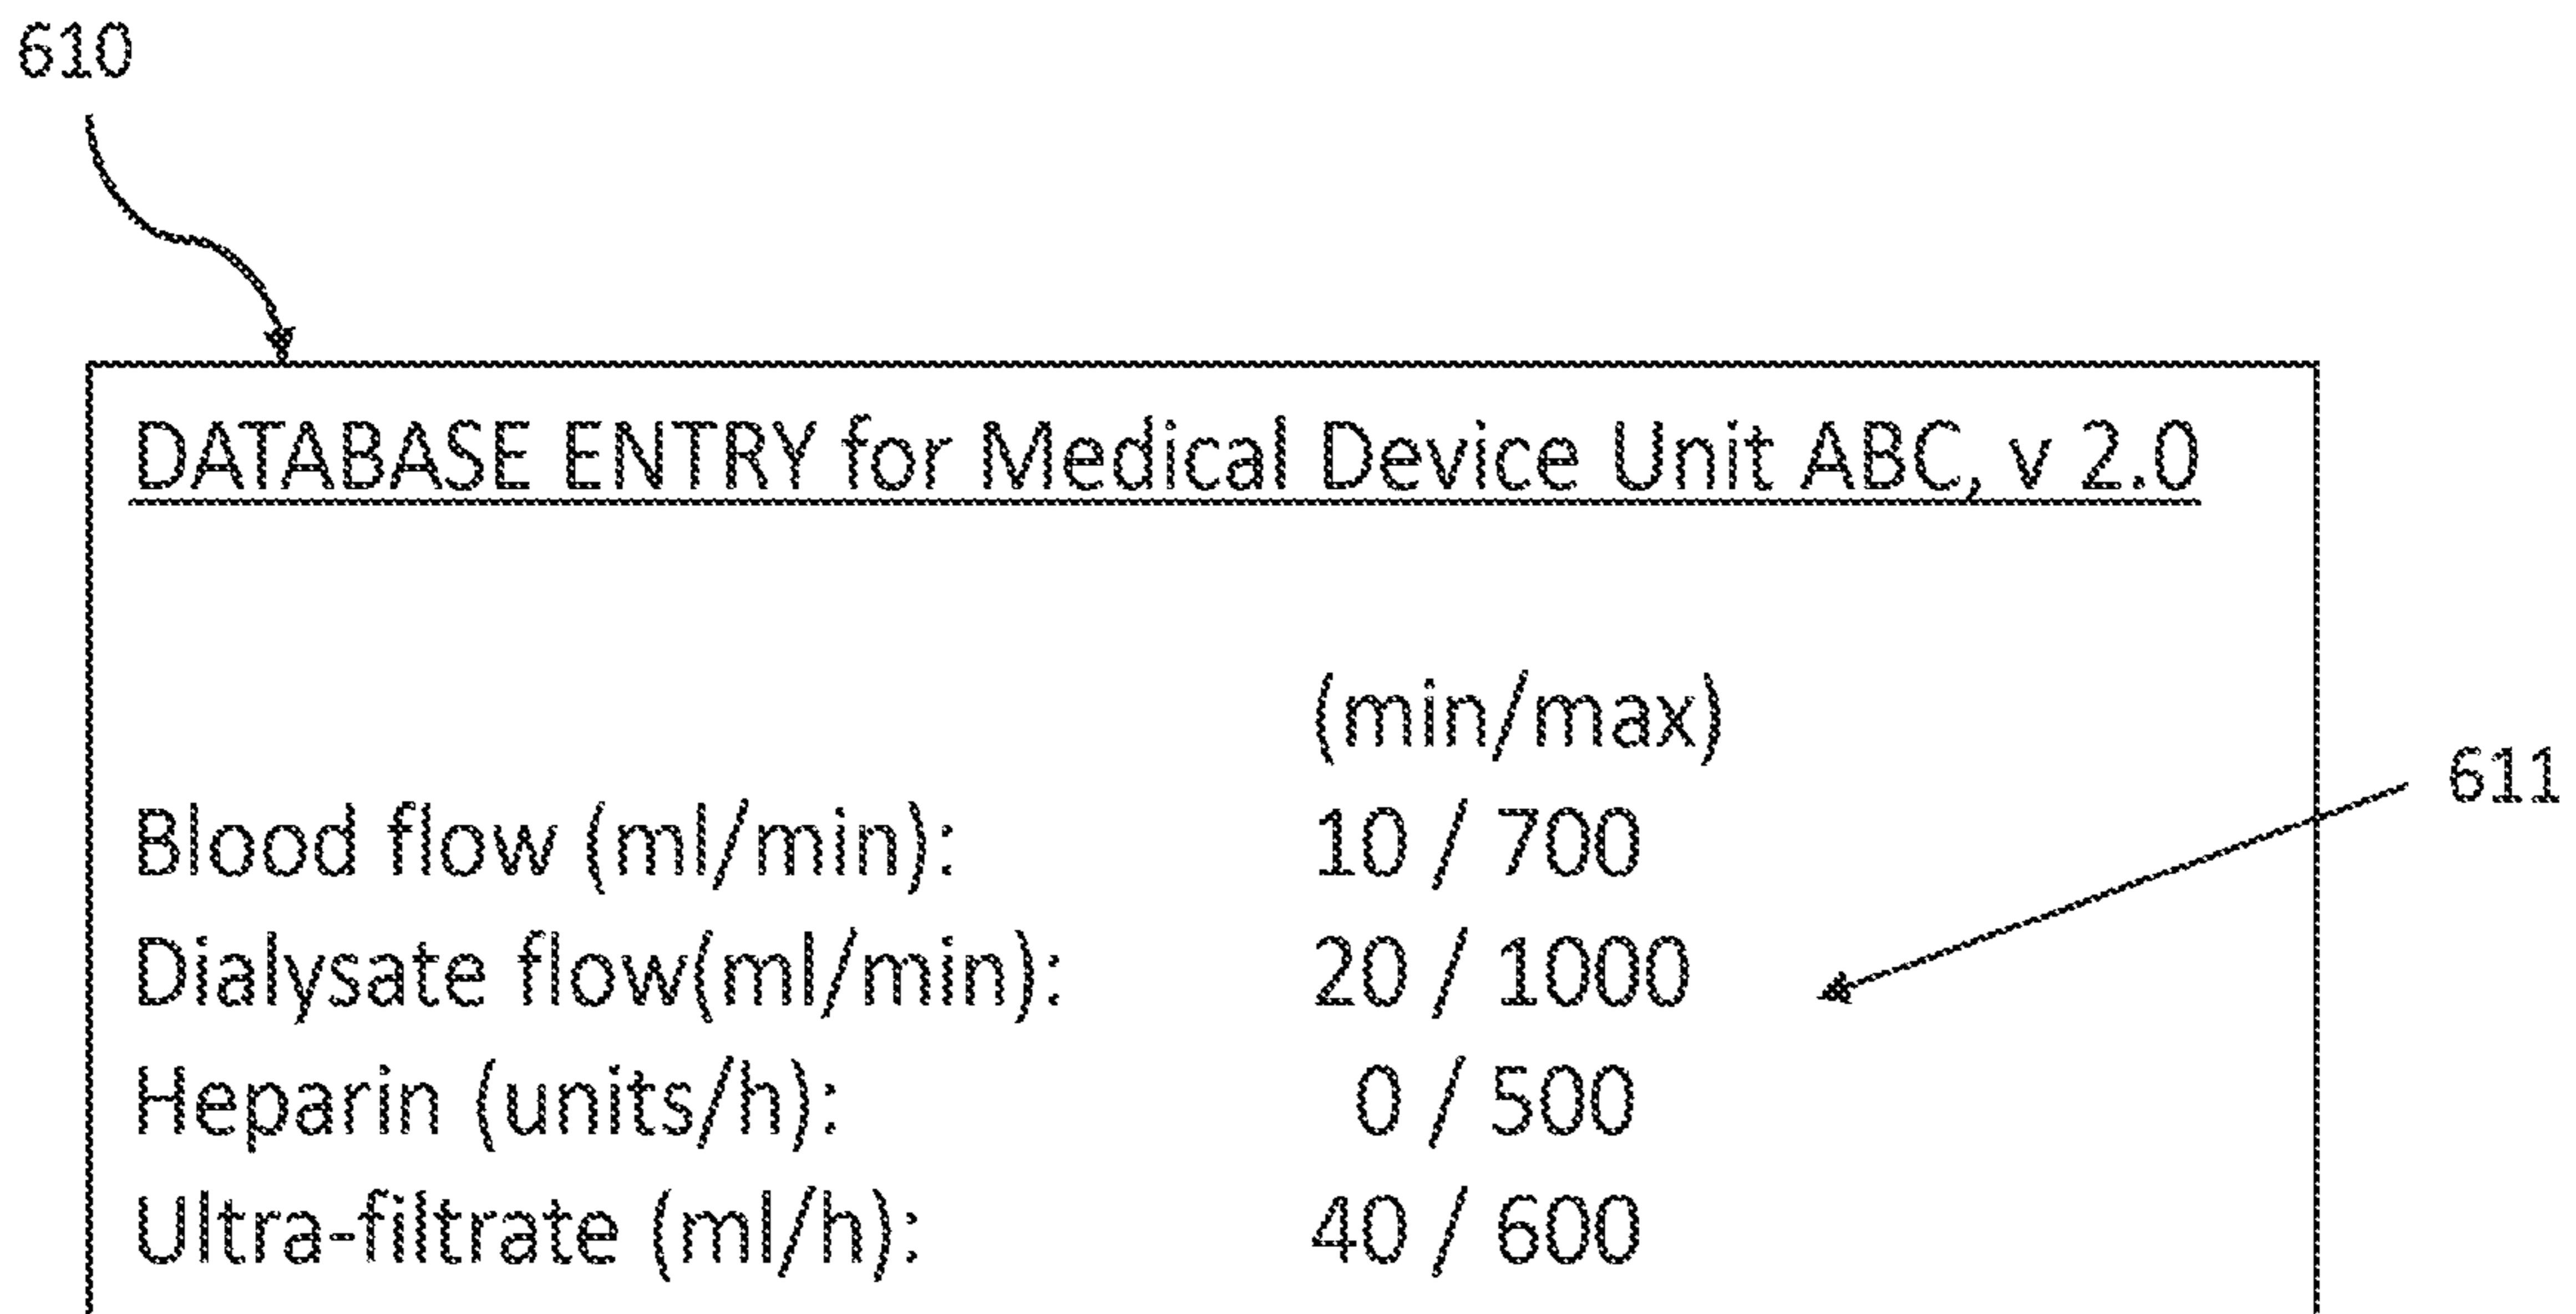 610
DATABASE ENTRY for Medical Device Unit ABC, v 2.0
(min/max)
611
Blood flow (ml/min): 10 / 700
Dialysate flow(ml/min): 20 / 1000
Heparin (units/h): 0 / 500
Ultra-filtrate (ml/h): 40 / 600